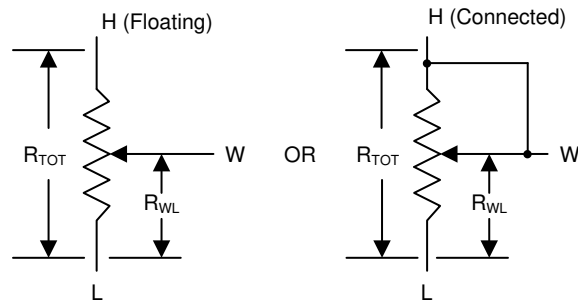 H (Floating)
R_TOT
W
R_WL
L
OR
H (Connected)
R_TOT
W
R_WL
L